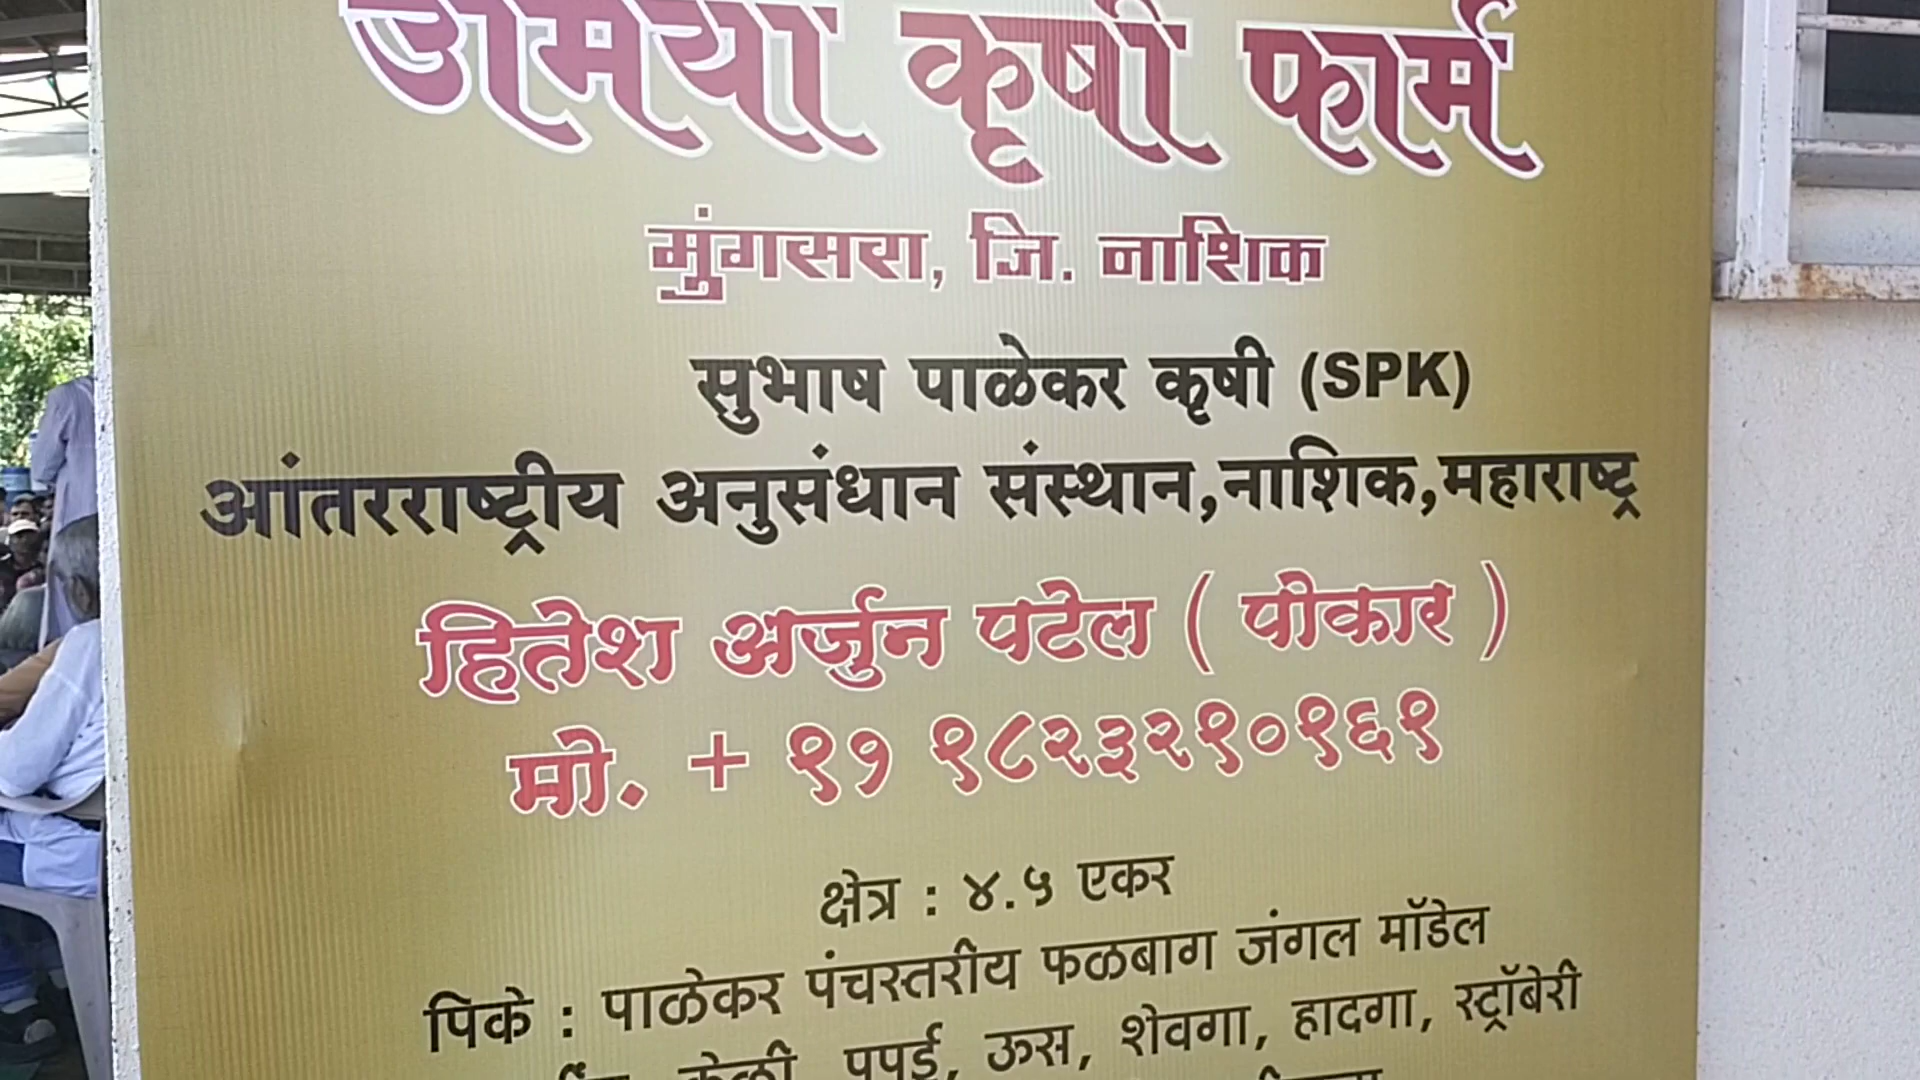 उमिया कृषी फार्म
मुंगसरा, जि. नाशिक
सुभाष पाळेकर कृषी (SPK)
आंतरराष्ट्रीय अनुसंधान संस्थान,नाशिक,महाराष्ट्र
हितेश अर्जुन पटेल ( पोकार )
मो. + ९१ ९८२३२९०९६९
क्षेत्र : ४.५ एकर
पिके : पाळेकर पंचस्तरीय फळबाग जंगल मॉडेल
केळी, पपई, ऊस, शेवगा, हादगा, स्ट्रॉबेरी